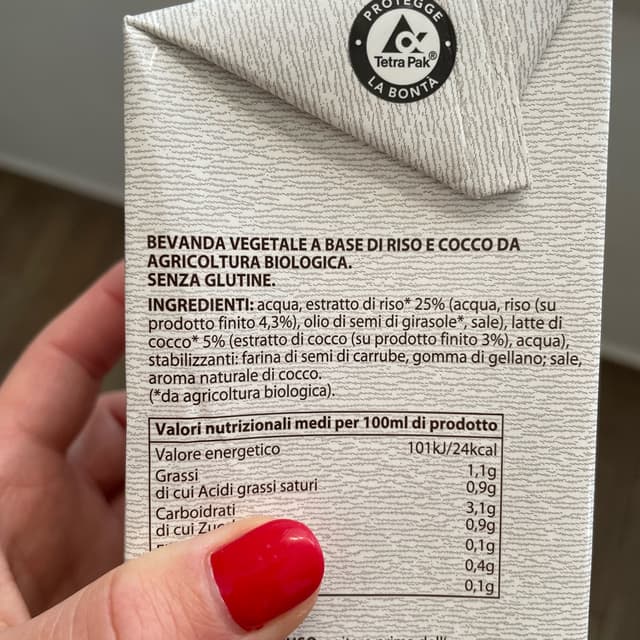 PROTEGGE
Tetra Pak®
LA BONTÀ
BEVANDA VEGETALE A BASE DI RISO E COCCO DA
AGRICOLTURA BIOLOGICA.
SENZA GLUTINE.
INGREDIENTI: acqua, estratto di riso* 25% (acqua, riso (su
prodotto finito 4,3%), olio di semi di girasole*, sale), latte di
cocco* 5% (estratto di cocco (su prodotto finito 3%), acqua),
stabilizzanti: farina di semi di carrube, gomma di gellano; sale,
aroma naturale di cocco.
(*da agricoltura biologica).
Valori nutrizionali medi per 100ml di prodotto
Valore energetico 101kJ/24kcal
Grassi 1,1g
di cui Acidi grassi saturi 0,9g
Carboidrati 3,1g
di cui 0,9g
0,1g
0,4g
0,1g